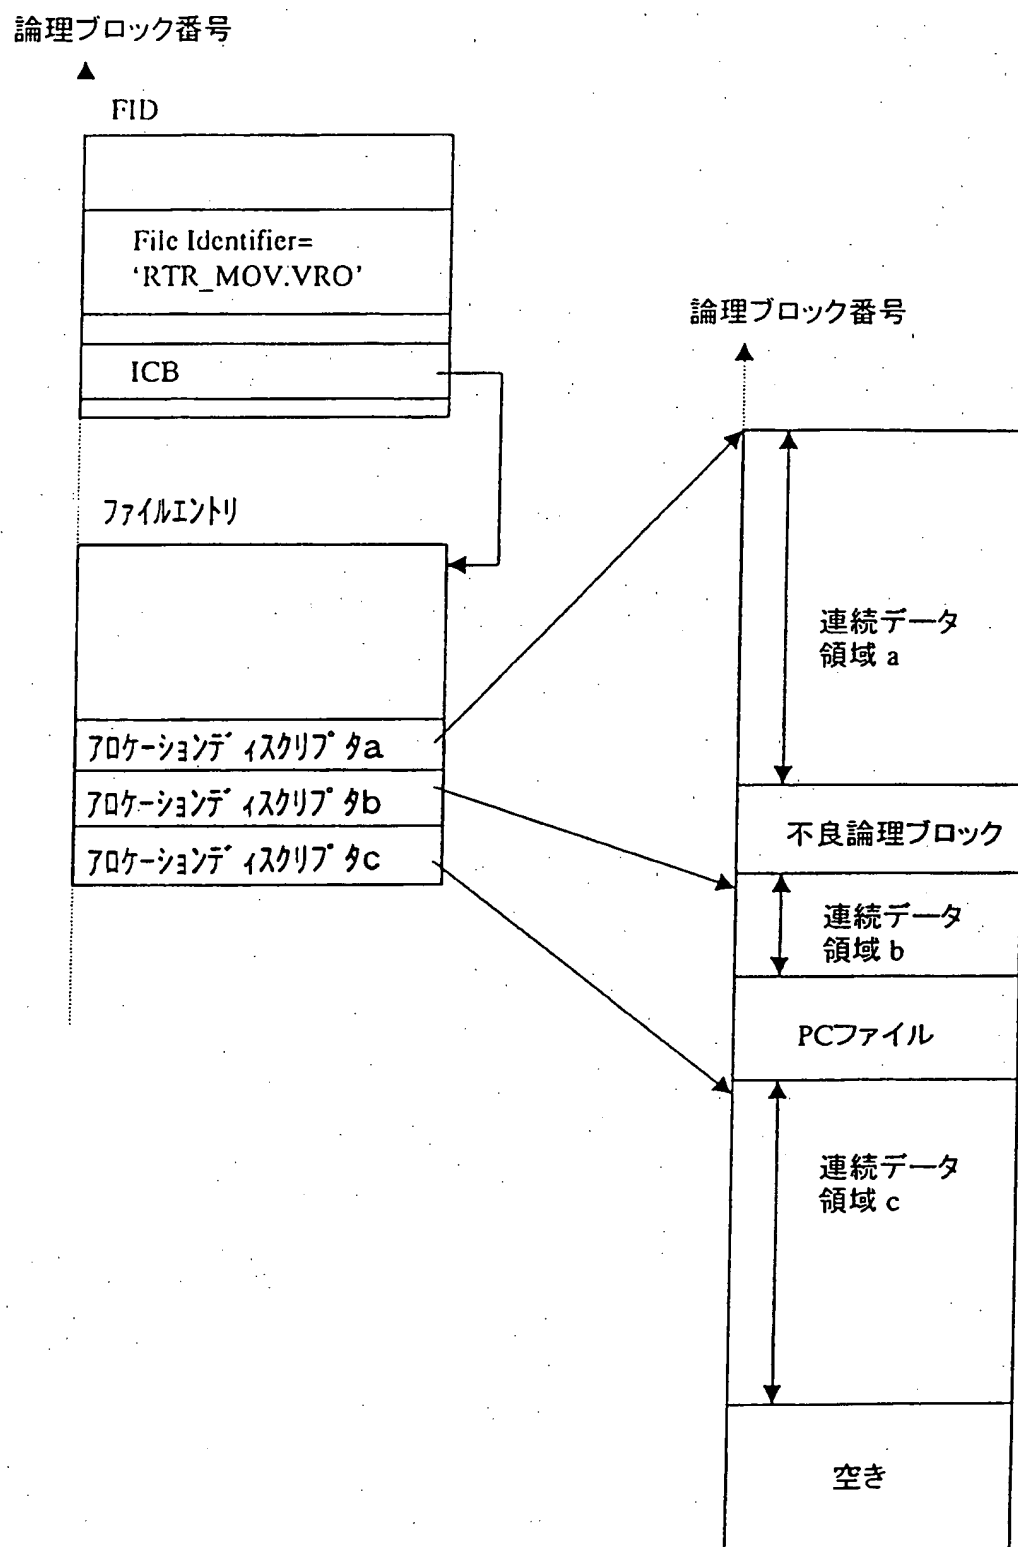 論理ブロック番号
FID
File Identifier=
‘RTR_MOV.VRO’
ICB
ファイルエントリ
アロケーションディスクリプタa
アロケーションディスクリプタb
アロケーションディスクリプタc
論理ブロック番号
連続データ
領域 a
不良論理ブロック
連続データ
領域 b
PCファイル
連続データ
領域 c
空き